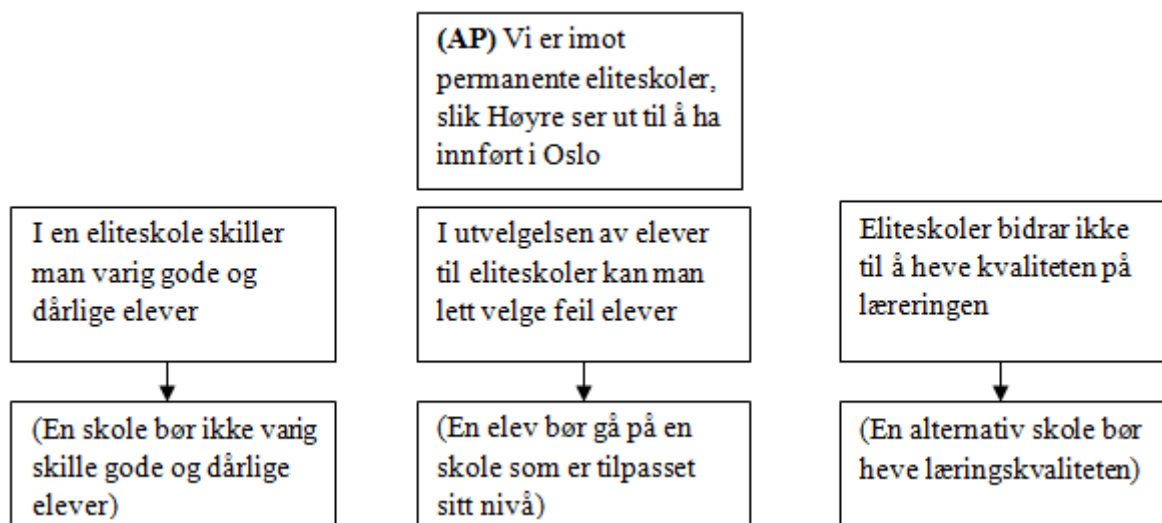 (AP) Vi er imot
permanente eliteskoler,
slik Høyre ser ut til å ha
innført i Oslo
I en eliteskole skiller
man varig gode og
dårlige elever
I utvelgelsen av elever
til eliteskoler kan man
lett velge feil elever
Eliteskoler bidrar ikke
til å heve kvaliteten på
læreringen
(En skole bør ikke varig
skille gode og dårlige
elever)
(En elev bør gå på en
skole som er tilpasset
sitt nivå)
(En alternativ skole bør
heve læringskvaliteten)